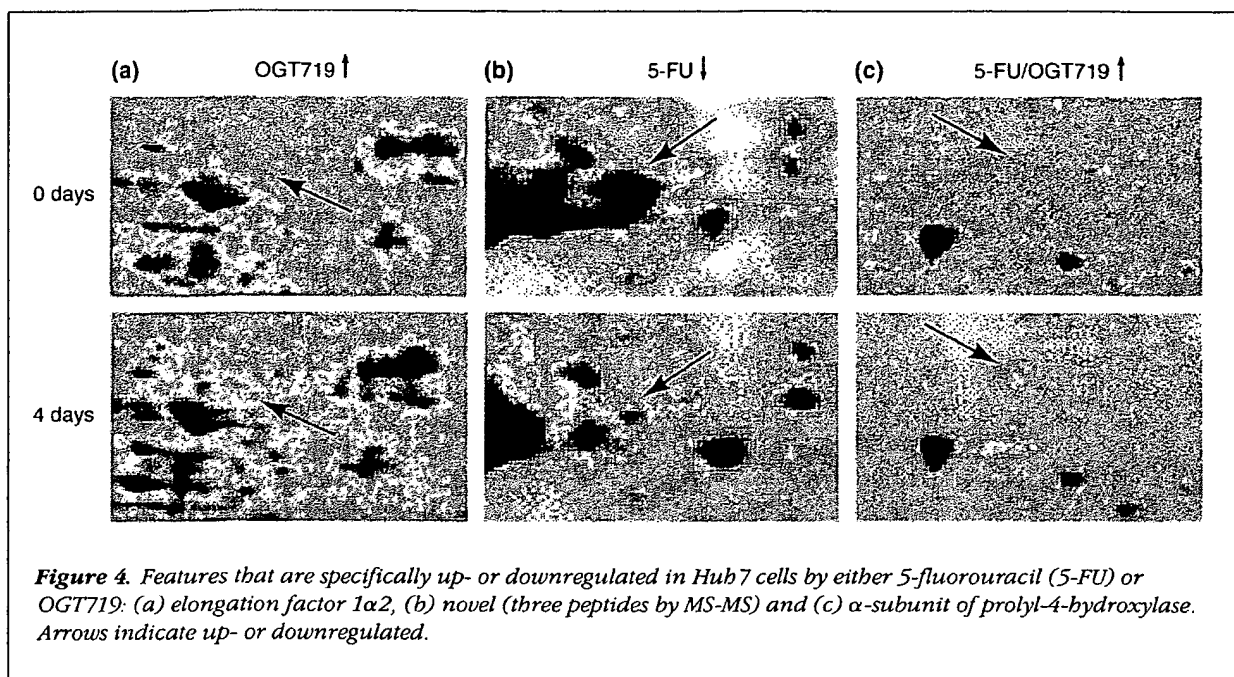 (a) OGT719 ↑ (b) 5-FU ↓ (c) 5-FU/OGT719 ↑
0 days
4 days
Figure 4. Features that are specifically up- or downregulated in Hub7 cells by either 5-fluorouracil (5-FU) or
OGT719: (a) elongation factor 1α2, (b) novel (three peptides by MS-MS) and (c) α-subunit of prolyl-4-hydroxylase.
Arrows indicate up- or downregulated.